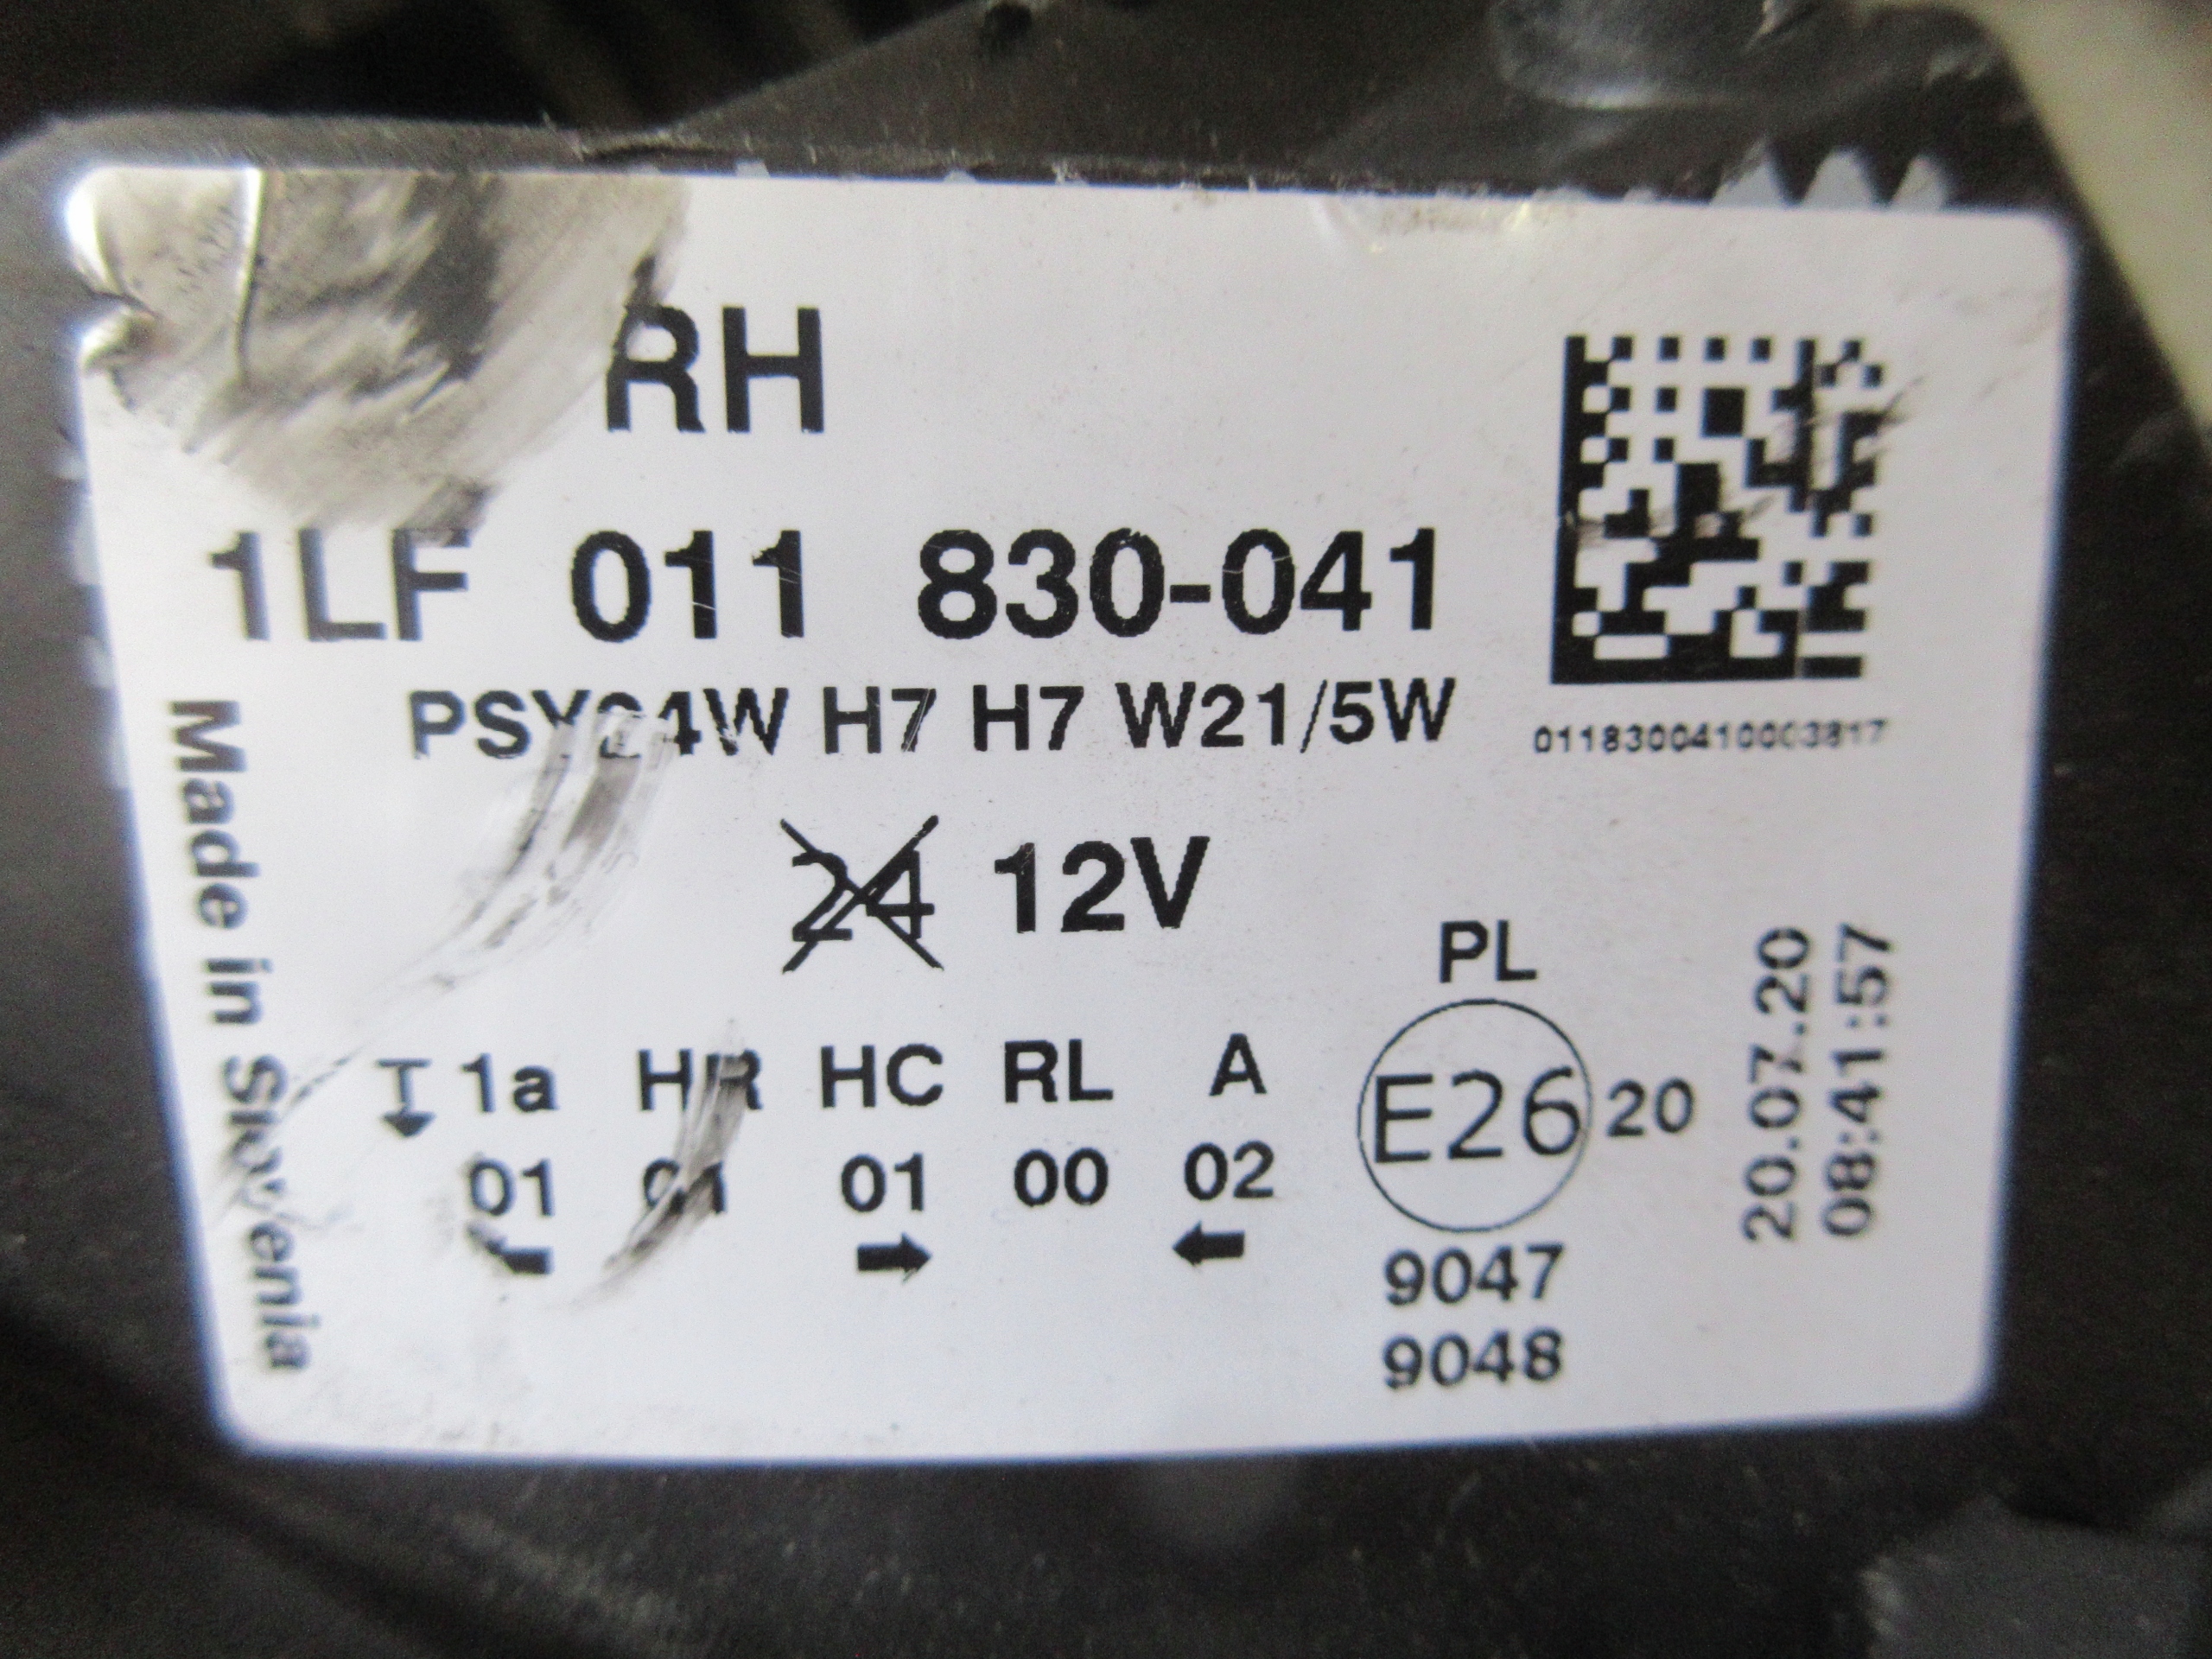 RH
1LF 011 830-041
PSY24W H7 H7 W21/5W
0118300410003817
24 12V
PL
1a HR HC RL A
E26 20
01 01 01 00 02
9047
9048
20.07.20
08:41:57
Made in Slovenia